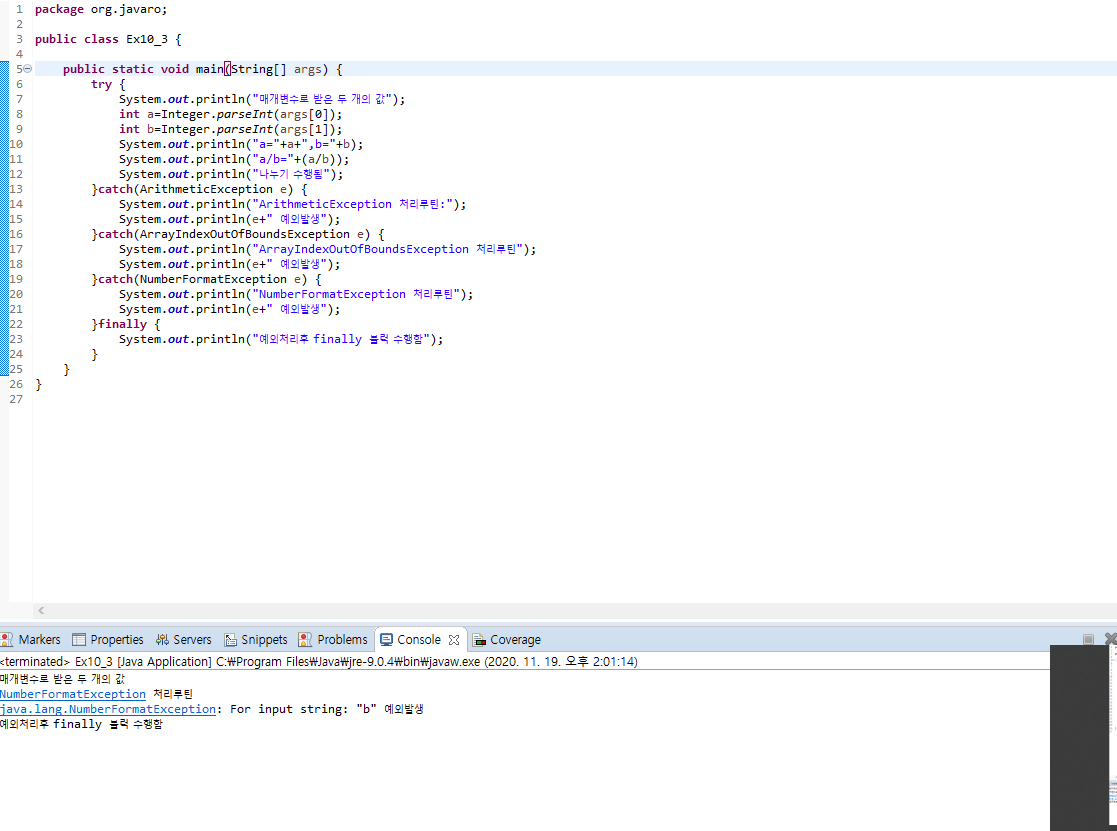 1 package org.javaro;
2
3 public class Ex10_3 {
4
5 public static void main(String[] args) {
6 try {
7 System.out.println("매개변수로 받은 두 개의 값");
8 int a=Integer.parseInt(args[0]);
9 int b=Integer.parseInt(args[1]);
10 System.out.println("a="+a+",b="+b);
11 System.out.println("a/b="+(a/b));
12 System.out.println("나누기 수행됨");
13 }catch(ArithmeticException e) {
14 System.out.println("ArithmeticException 처리루틴:");
15 System.out.println(e+" 예외발생");
16 }catch(ArrayIndexOutOfBoundsException e) {
17 System.out.println("ArrayIndexOutOfBoundsException 처리루틴");
18 System.out.println(e+" 예외발생");
19 }catch(NumberFormatException e) {
20 System.out.println("NumberFormatException 처리루틴");
21 System.out.println(e+" 예외발생");
22 }finally {
23 System.out.println("예외처리후 finally 블럭 수행함");
24 }
25 }
26 }
27
Markers Properties Servers Snippets Problems Console Coverage
<terminated> Ex10_3 [Java Application] C:₩Program Files₩Java₩jre-9.0.4₩bin₩javaw.exe (2020. 11. 19. 오후 2:01:14)
매개변수로 받은 두 개의 값
NumberFormatException 처리루틴
java.lang.NumberFormatException: For input string: "b" 예외발생
예외처리후 finally 블럭 수행함